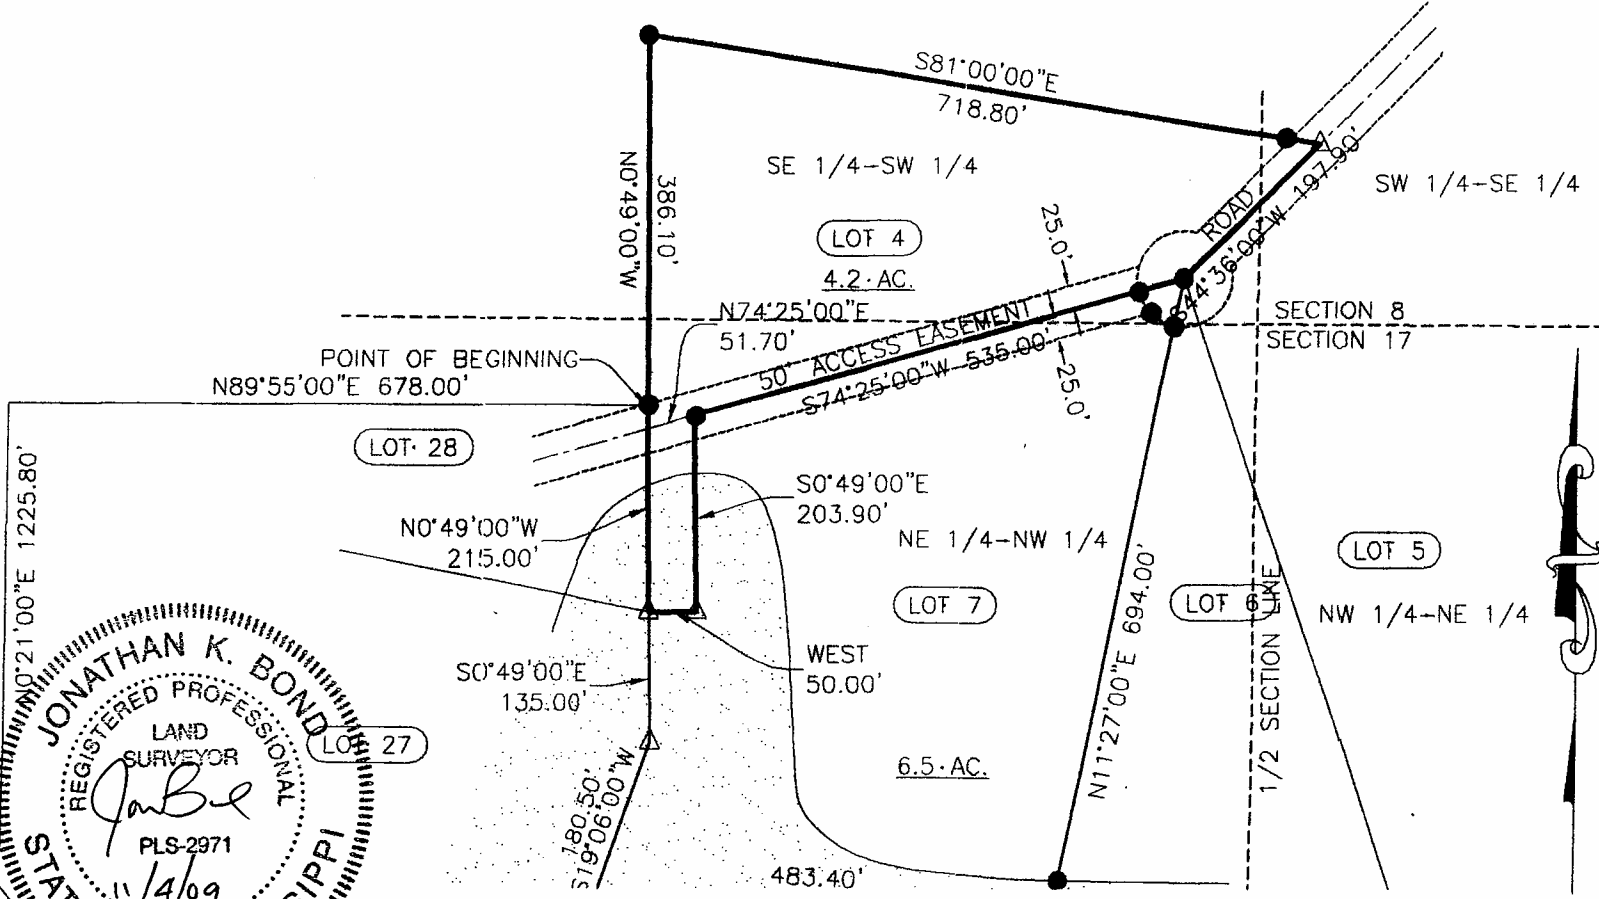 S81°00'00"E
718.80'
SE 1/4-SW 1/4
SW 1/4-SE 1/4
N0°49'00"W
386.10'
LOT 4
4.2 AC.
25.0'
ROAD
S44°36'00"W 197.90'
N74°25'00"E
51.70'
50' ACCESS EASEMENT
S74°25'00"W 535.00'
25.0'
SECTION 8
SECTION 17
POINT OF BEGINNING
N89°55'00"E 678.00'
LOT 28
N0°21'00"E 1225.80'
N0°49'00"W
215.00'
S0°49'00"E
203.90'
NE 1/4-NW 1/4
LOT 5
LOT 7
LOT 6
NW 1/4-NE 1/4
N11°27'00"E 694.00'
1/2 SECTION LINE
WEST
50.00'
S0°49'00"E
135.00'
LOT 27
6.5 AC.
180.50'
S19°06'00"W
483.40'
JONATHAN K. BOND
REGISTERED PROFESSIONAL
LAND
SURVEYOR
PLS-2971
11/4/09